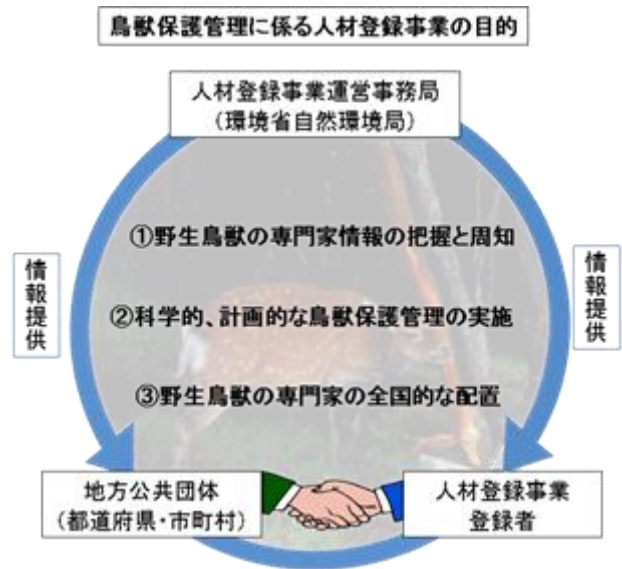 鳥獣保護管理に係る人材登録事業の目的
人材登録事業運営事務局
（環境省自然環境局）
情報提供
情報提供
①野生鳥獣の専門家情報の把握と周知
②科学的、計画的な鳥獣保護管理の実施
③野生鳥獣の専門家の全国的な配置
地方公共団体
（都道府県・市町村）
人材登録事業
登録者